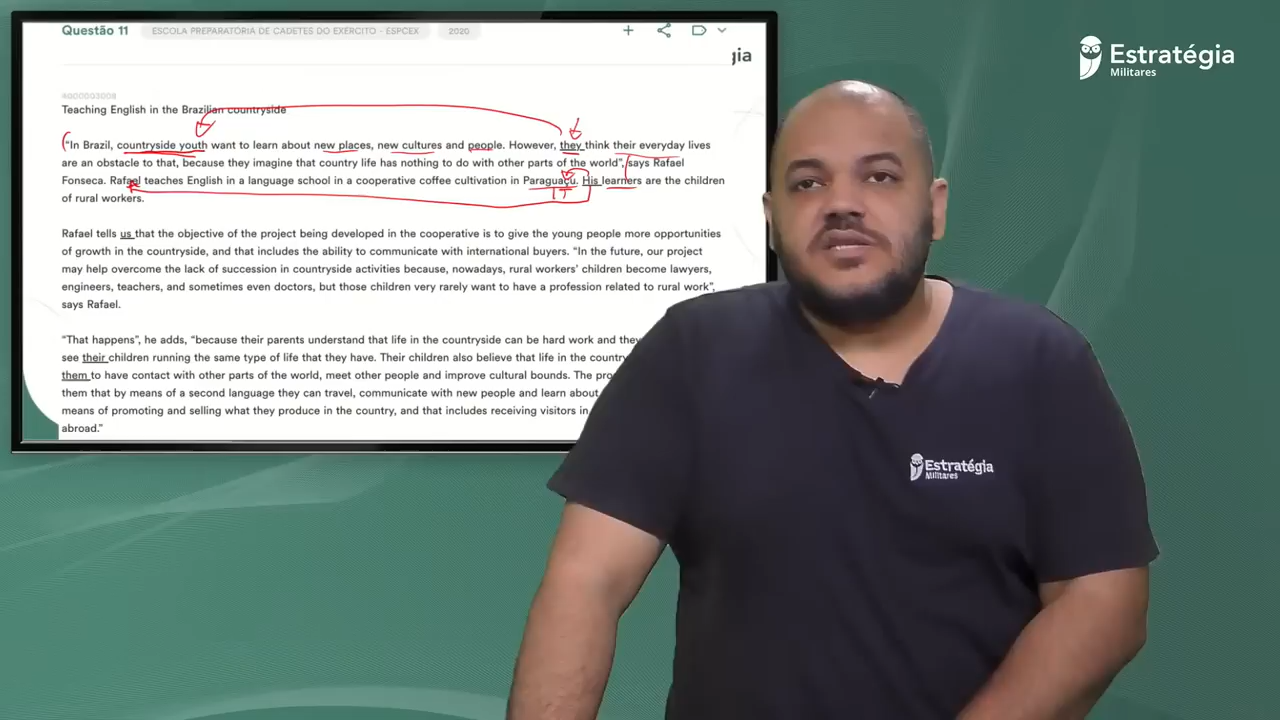 Questão 11 ESCOLA PREPARATÓRIA DE CADETES DO EXÉRCITO - ESPCEX 2020
gia
4000003008
Teaching English in the Brazilian countryside
“In Brazil, countryside youth want to learn about new places, new cultures and people. However, they think their everyday lives
are an obstacle to that, because they imagine that country life has nothing to do with other parts of the world”, says Rafael
Fonseca. Rafael teaches English in a language school in a cooperative coffee cultivation in Paraguaçu. His learners are the children
IT
of rural workers.
Rafael tells us that the objective of the project being developed in the cooperative is to give the young people more opportunities
of growth in the countryside, and that includes the ability to communicate with international buyers. “In the future, our project
may help overcome the lack of succession in countryside activities because, nowadays, rural workers’ children become lawyers,
engineers, teachers, and sometimes even doctors, but those children very rarely want to have a profession related to rural work”,
says Rafael.
“That happens”, he adds, “because their parents understand that life in the countryside can be hard work and they
see their children running the same type of life that they have. Their children also believe that life in the
them to have contact with other parts of the world, meet other people and improve cultural bounds. The
them that by means of a second language they can travel, communicate with new people and learn about
means of promoting and selling what they produce in the country, and that includes receiving visitors in
abroad.”
Estratégia
Militares
Estratégia
Militares